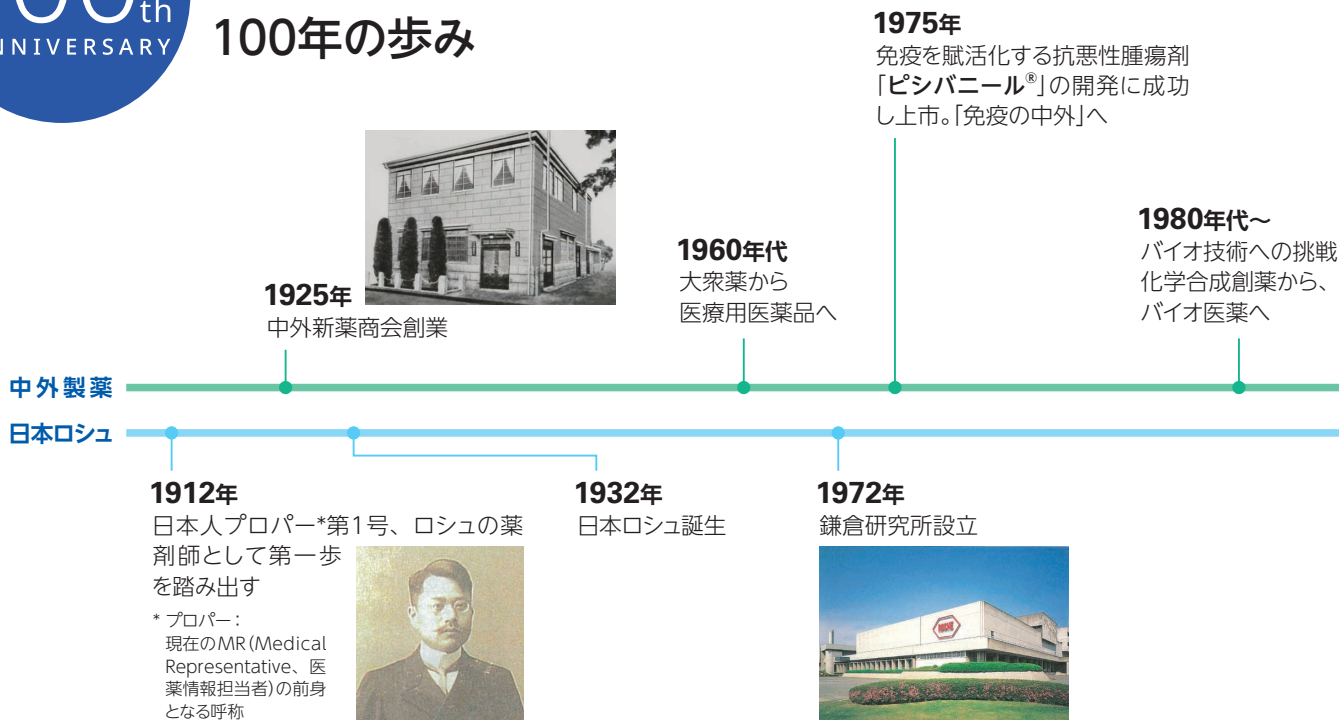 th
NNIVERSARY
100年の歩み
1975年
免疫を賦活化する抗悪性腫瘍剤
「ピシバニール®」の開発に成功
し上市。「免疫の中外」へ
1980年代～
バイオ技術への挑戦
化学合成創薬から、
バイオ医薬へ
1960年代
大衆薬から
医療用医薬品へ
1925年
中外新薬商会創業
中外製薬
日本ロシュ
1912年
日本人プロパー*第1号、ロシュの薬
剤師として第一歩
を踏み出す
* プロパー：
現在のMR(Medical
Representative、医
薬情報担当者)の前身
となる呼称
1932年
日本ロシュ誕生
1972年
鎌倉研究所設立
ROCHE